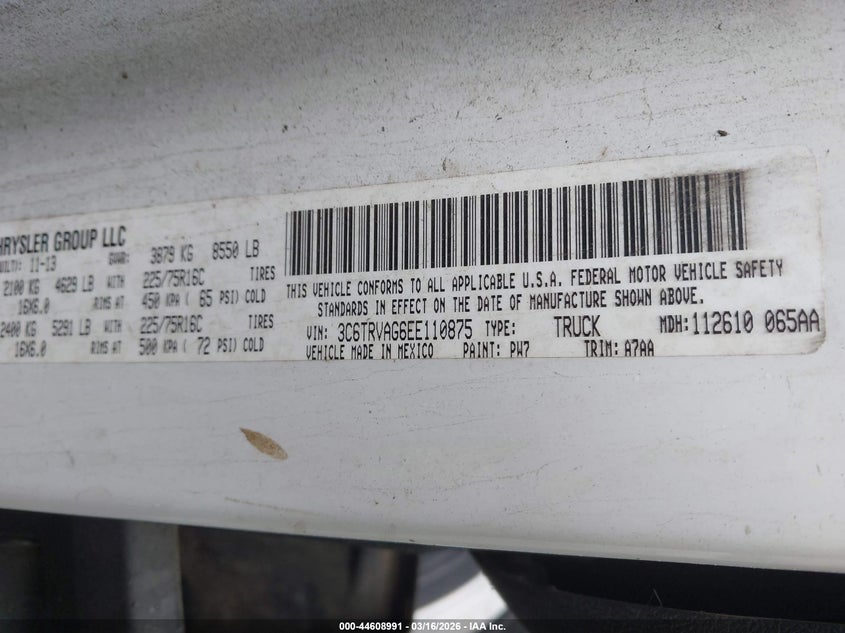 HRYSLER GROUP LLC
11-13 GVWR: 3879 KG 8550 LB
2100 KG 4629 LB WITH 225/75R16C TIRES
16X6.0 RIMS AT 450 KPA ( 65 PSI) COLD
2400 KG 5291 LB WITH 225/75R16C TIRES
16X6.0 RIMS AT 500 KPA ( 72 PSI) COLD
THIS VEHICLE CONFORMS TO ALL APPLICABLE U.S.A. FEDERAL MOTOR VEHICLE SAFETY
STANDARDS IN EFFECT ON THE DATE OF MANUFACTURE SHOWN ABOVE.
VIN: 3C6TRVAG6EE110875 TYPE: TRUCK MDH: 112610 065AA
VEHICLE MADE IN MEXICO PAINT: PW7 TRIM: A7AA
000-44608991 - 03/16/2026 - IAA Inc.